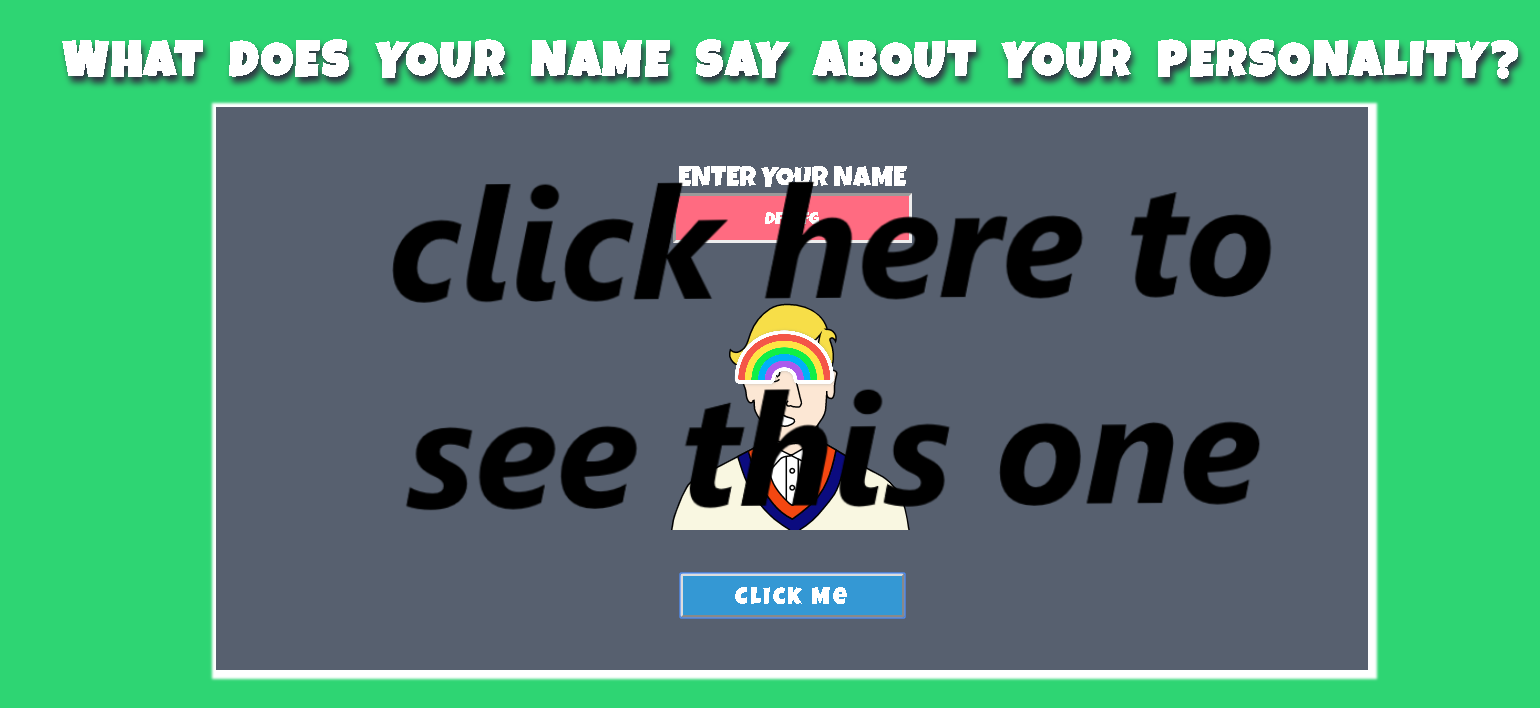 WHAT DOES YOUR NAME SAY ABOUT YOUR PERSONALITY?
ENTER YOUR NAME
click here to
see this one
CLICK ME